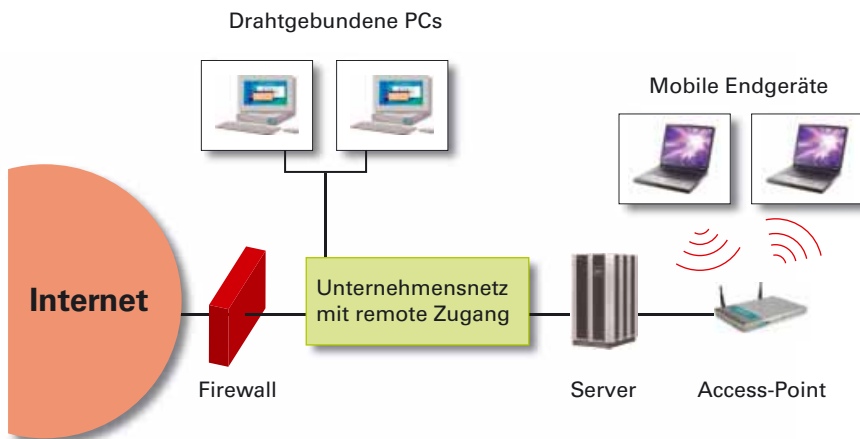 Drahtgebundene PCs
Mobile Endgeräte
Internet
Unternehmensnetz
mit remote Zugang
Firewall
Server
Access-Point